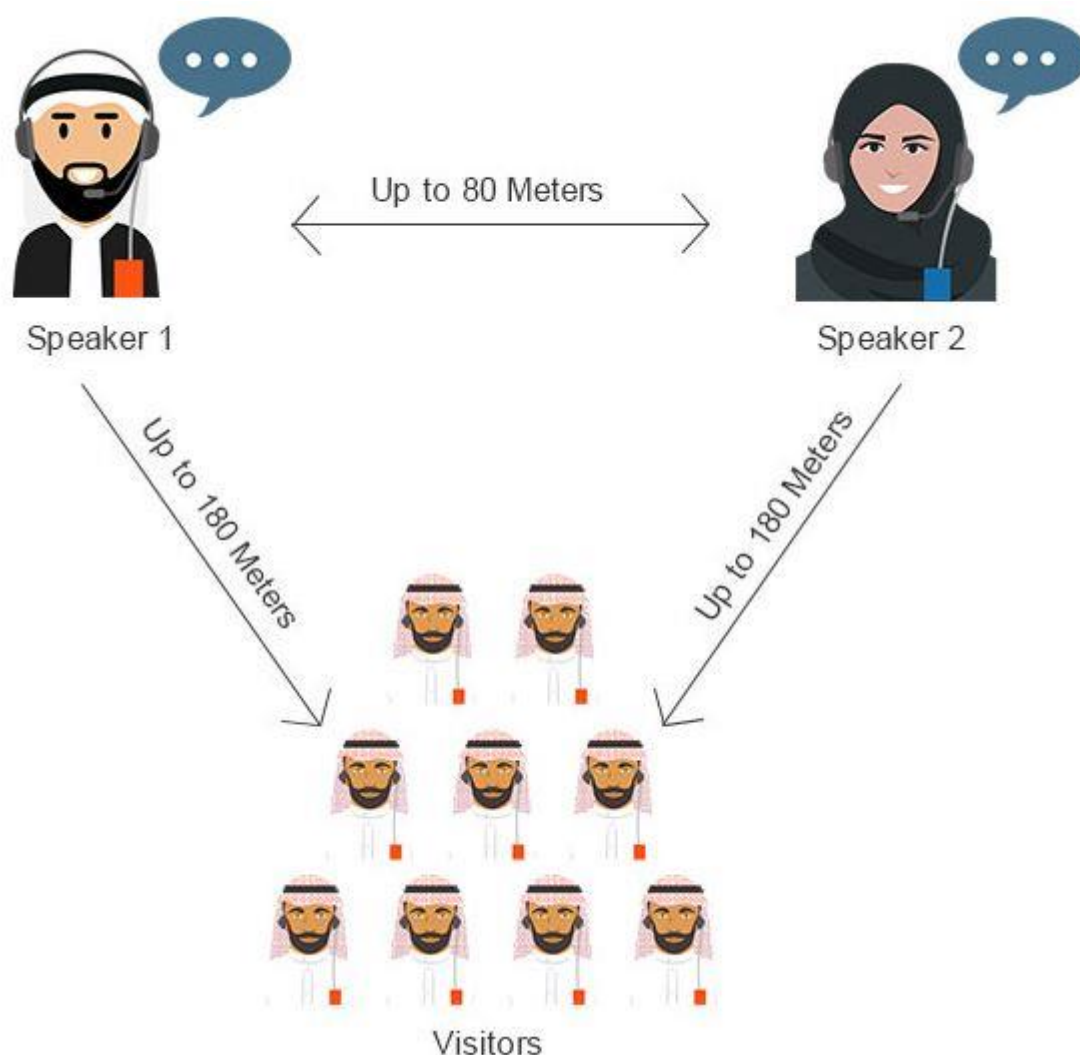 Up to 80 Meters
Speaker 1
Speaker 2
Up to 180 Meters
Up to 180 Meters
Visitors